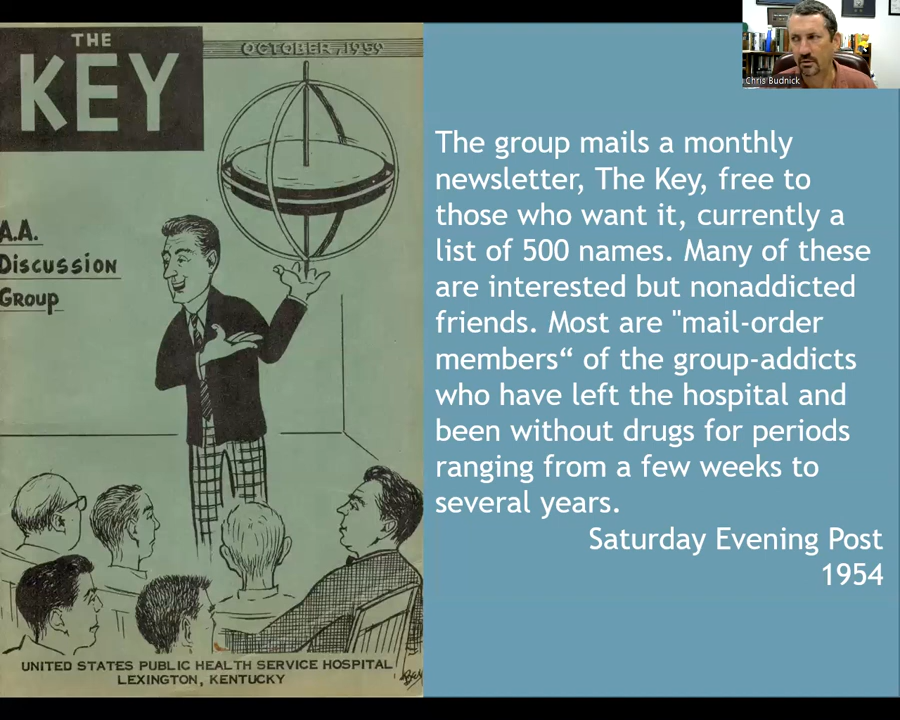 THE
KEY
OCTOBER, 1959
A.A.
Discussion
Group
UNITED STATES PUBLIC HEALTH SERVICE HOSPITAL
LEXINGTON, KENTUCKY
The group mails a monthly
newsletter, The Key, free to
those who want it, currently a
list of 500 names. Many of these
are interested but nonaddicted
friends. Most are "mail-order
members“ of the group-addicts
who have left the hospital and
been without drugs for periods
ranging from a few weeks to
several years.
Saturday Evening Post
1954
Chris Budnick